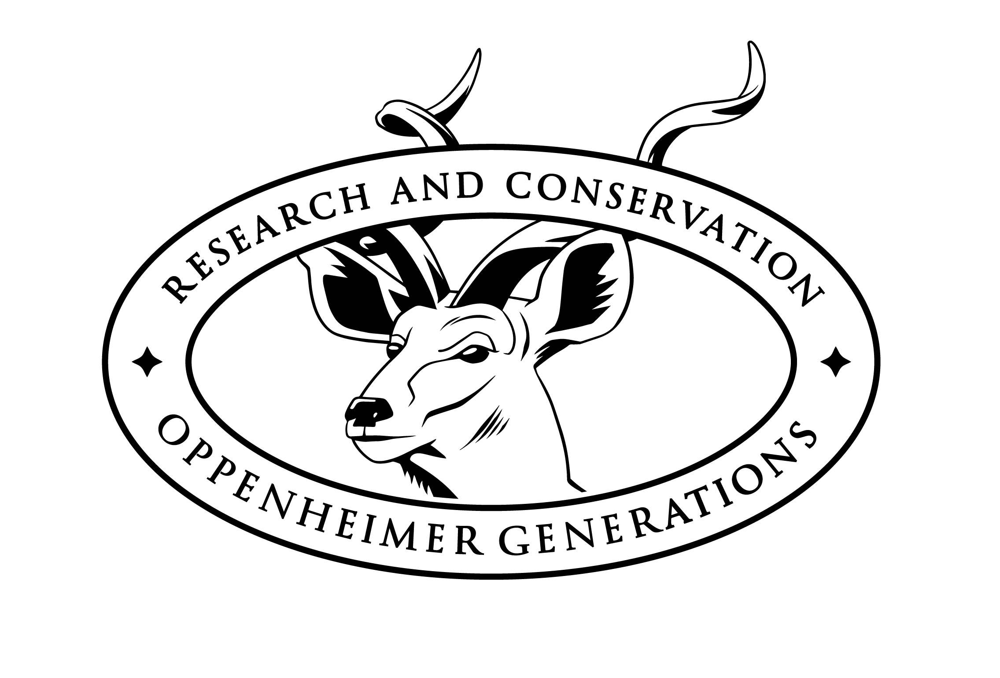 RESEARCH AND CONSERVATION
OPPENHEIMER GENERATIONS